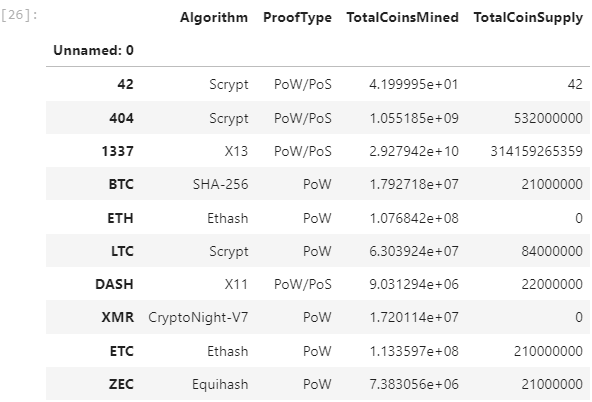 [26]:
Algorithm ProofType TotalCoinsMined TotalCoinSupply
Unnamed: 0
42 Scrypt PoW/PoS 4.199995e+01 42
404 Scrypt PoW/PoS 1.055185e+09 532000000
1337 X13 PoW/PoS 2.927942e+10 314159265359
BTC SHA-256 PoW 1.792718e+07 21000000
ETH Ethash PoW 1.076842e+08 0
LTC Scrypt PoW 6.303924e+07 84000000
DASH X11 PoW/PoS 9.031294e+06 22000000
XMR CryptoNight-V7 PoW 1.720114e+07 0
ETC Ethash PoW 1.133597e+08 210000000
ZEC Equihash PoW 7.383056e+06 21000000